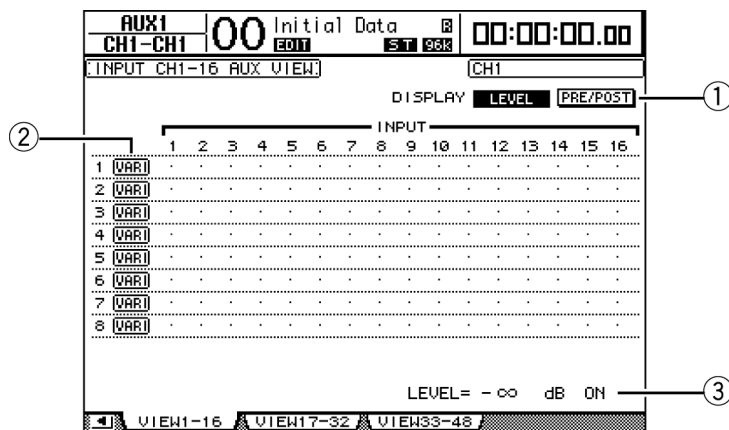 AUX1
CH1-CH1
00
Initial Data
R
EDIT
ST
96K
00:00:00.00
INPUT CH1-16 AUX VIEW
CH1
DISPLAY LEVEL PRE/POST
1
2
INPUT
1 2 3 4 5 6 7 8 9 10 11 12 13 14 15 16
1 VARI
2 VARI
3 VARI
4 VARI
5 VARI
6 VARI
7 VARI
8 VARI
LEVEL= -∞ dB ON
3
VIEW1-16 VIEW17-32 VIEW33-48